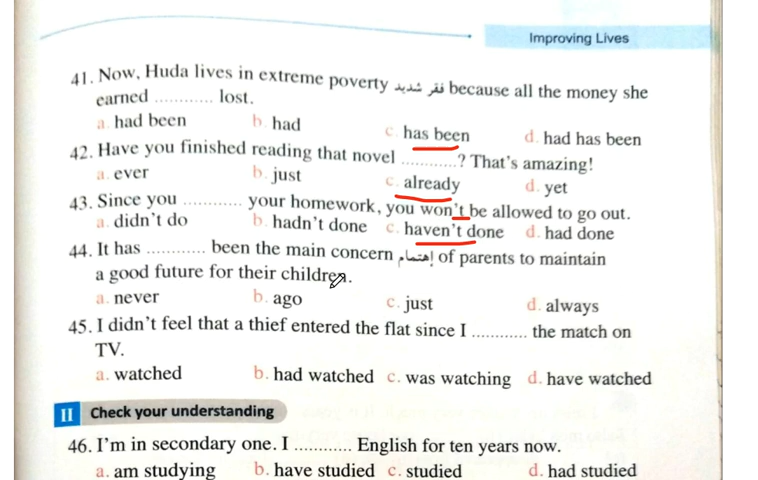 Improving Lives
41. Now, Huda lives in extreme poverty فقر شديد because all the money she
earned ............ lost.
a. had been b. had c. has been d. had has been
42. Have you finished reading that novel ............? That's amazing!
a. ever b. just c. already d. yet
43. Since you ............ your homework, you won't be allowed to go out.
a. didn't do b. hadn't done c. haven't done d. had done
44. It has ............ been the main concern إهتمام of parents to maintain
a good future for their children.
a. never b. ago c. just d. always
45. I didn't feel that a thief entered the flat since I ............ the match on
TV.
a. watched b. had watched c. was watching d. have watched
II Check your understanding
46. I'm in secondary one. I ............ English for ten years now.
a. am studying b. have studied c. studied d. had studied